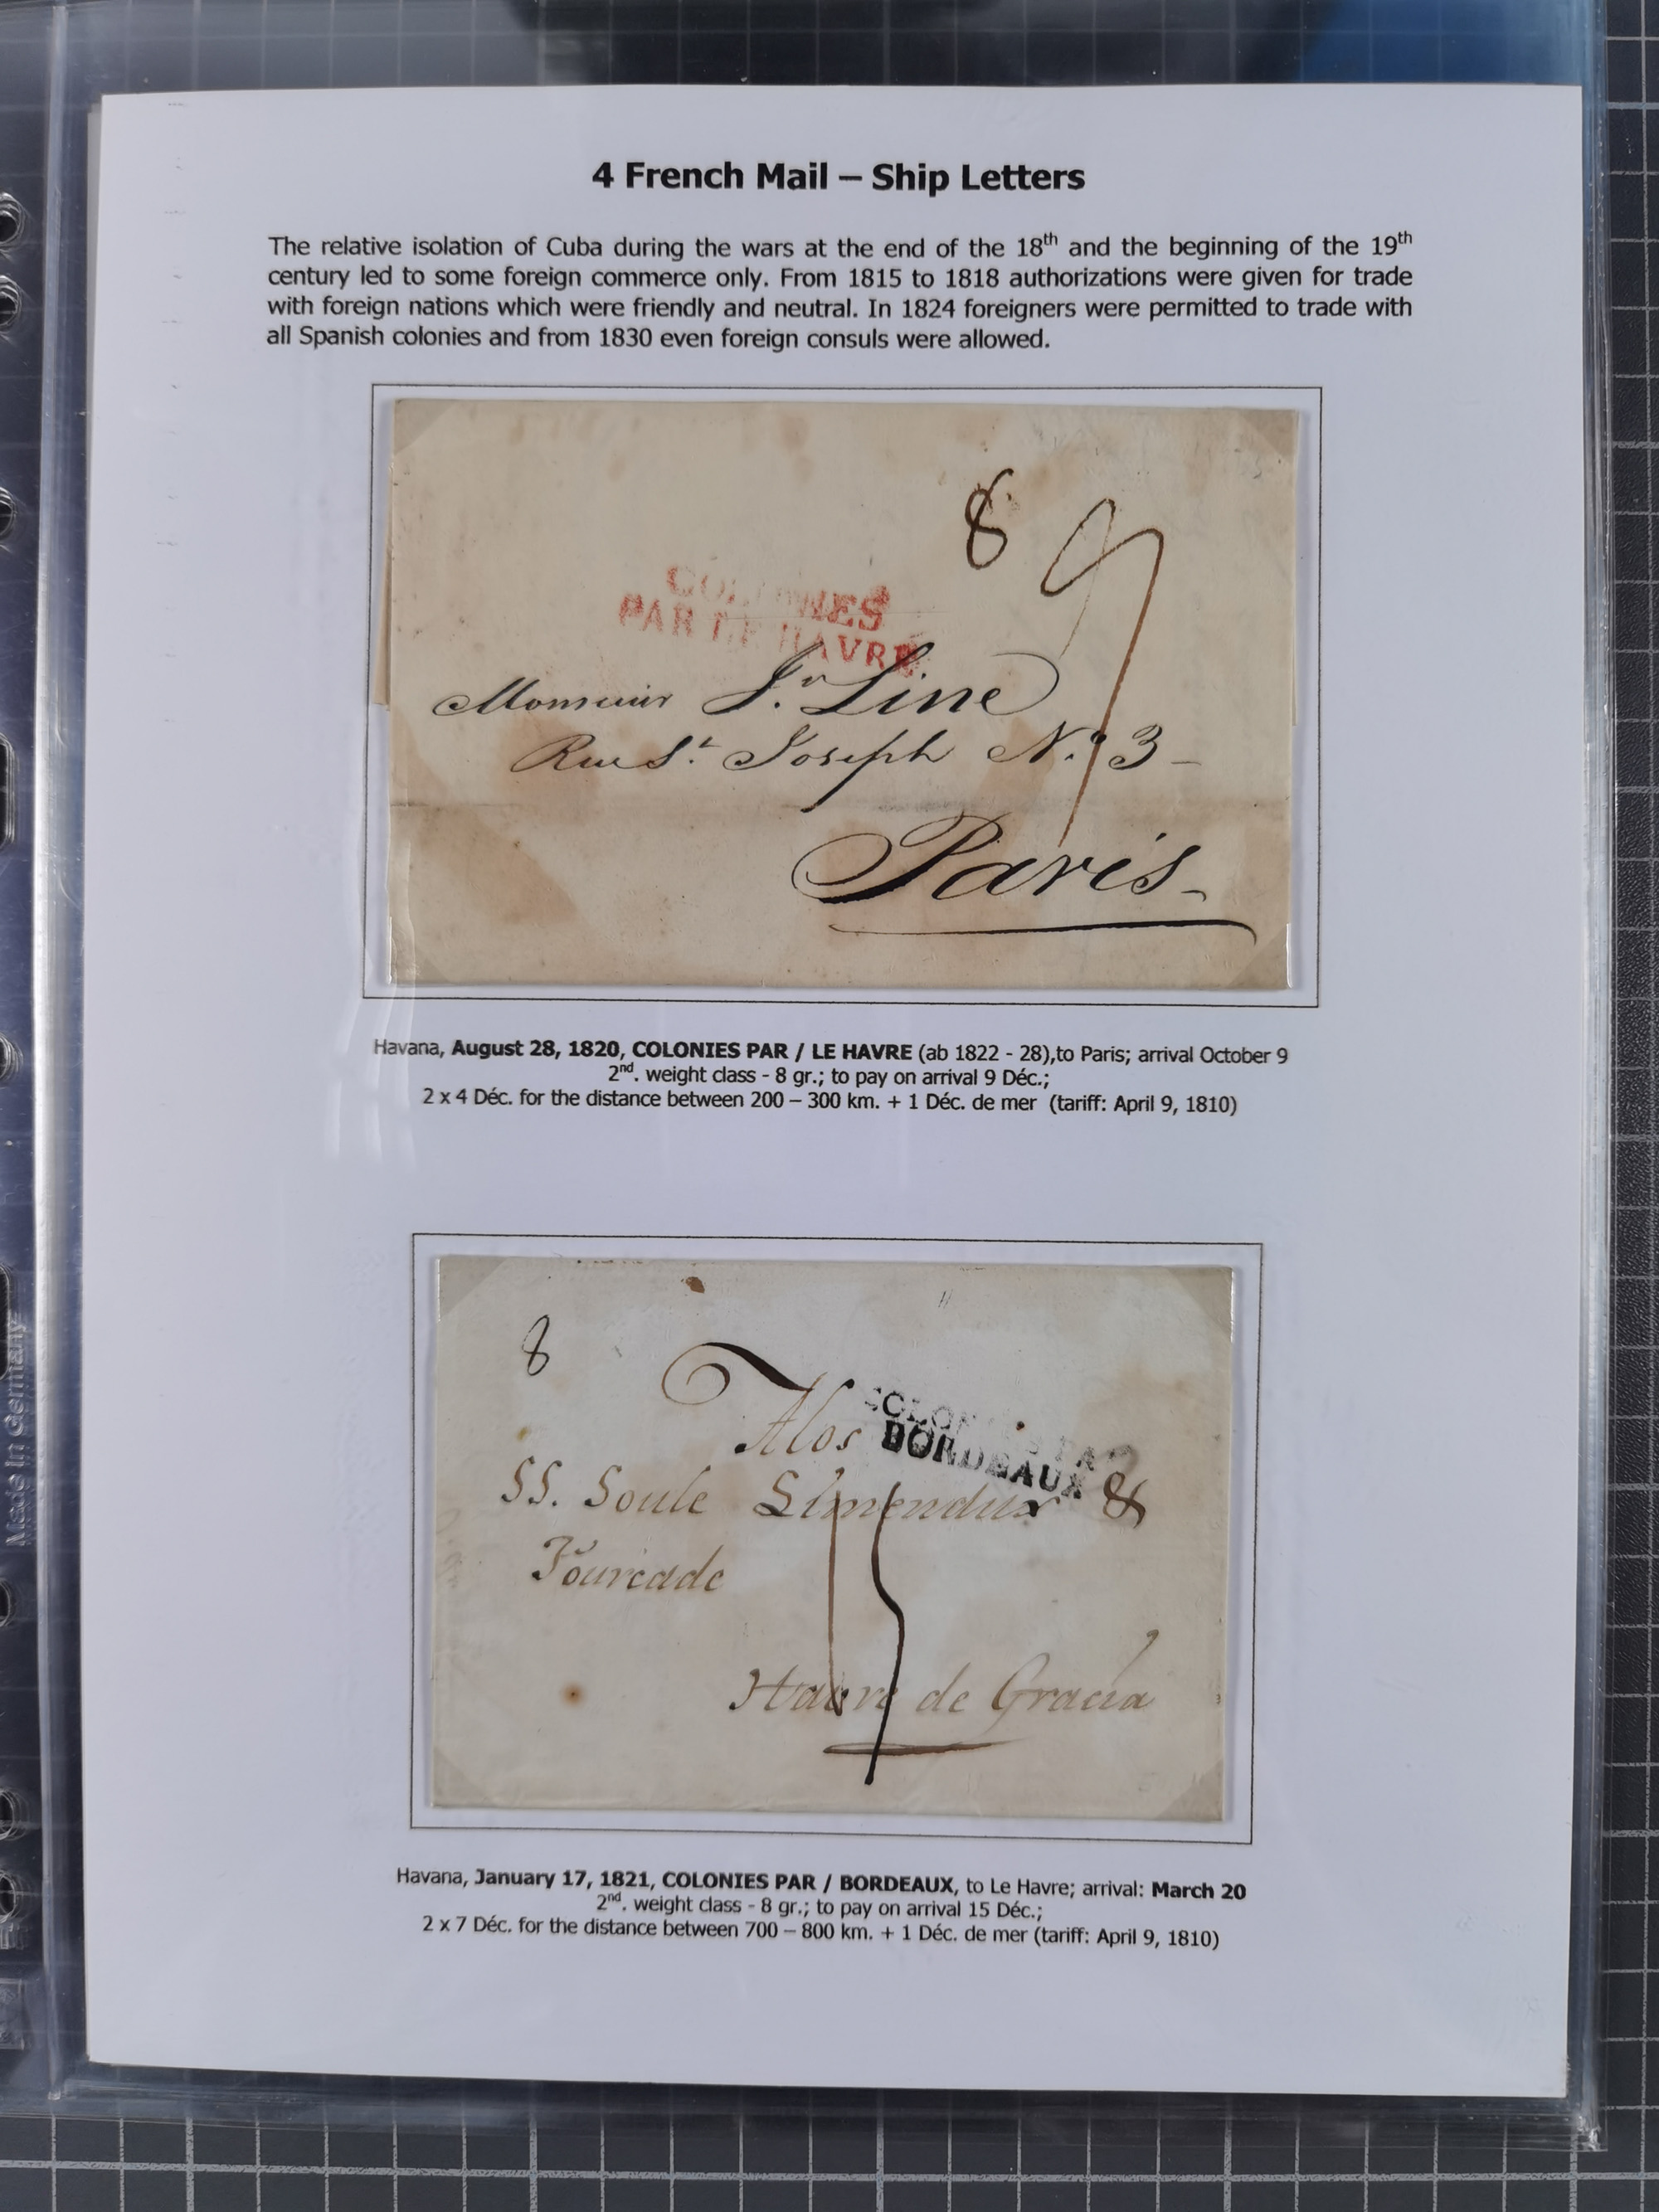 4 French Mail – Ship Letters
The relative isolation of Cuba during the wars at the end of the 18th and the beginning of the 19th
century led to some foreign commerce only. From 1815 to 1818 authorizations were given for trade
with foreign nations which were friendly and neutral. In 1824 foreigners were permitted to trade with
all Spanish colonies and from 1830 even foreign consuls were allowed.
8 9
COLONIES
PAR LE HAVRE
Monsieur J. Line
Rue St. Joseph No. 3
Paris
Havana, August 28, 1820, COLONIES PAR / LE HAVRE (ab 1822 - 28),to Paris; arrival October 9
2nd. weight class - 8 gr.; to pay on arrival 9 Déc.;
2 x 4 Déc. for the distance between 200 – 300 km. + 1 Déc. de mer (tariff: April 9, 1810)
8
COLONIES PAR
BORDEAUX
Alos
SS. Soule Limendux 8
Fourcade
15
Havre de Gracia
Havana, January 17, 1821, COLONIES PAR / BORDEAUX, to Le Havre; arrival: March 20
2nd. weight class - 8 gr.; to pay on arrival 15 Déc.;
2 x 7 Déc. for the distance between 700 – 800 km. + 1 Déc. de mer (tariff: April 9, 1810)
Made in Germany